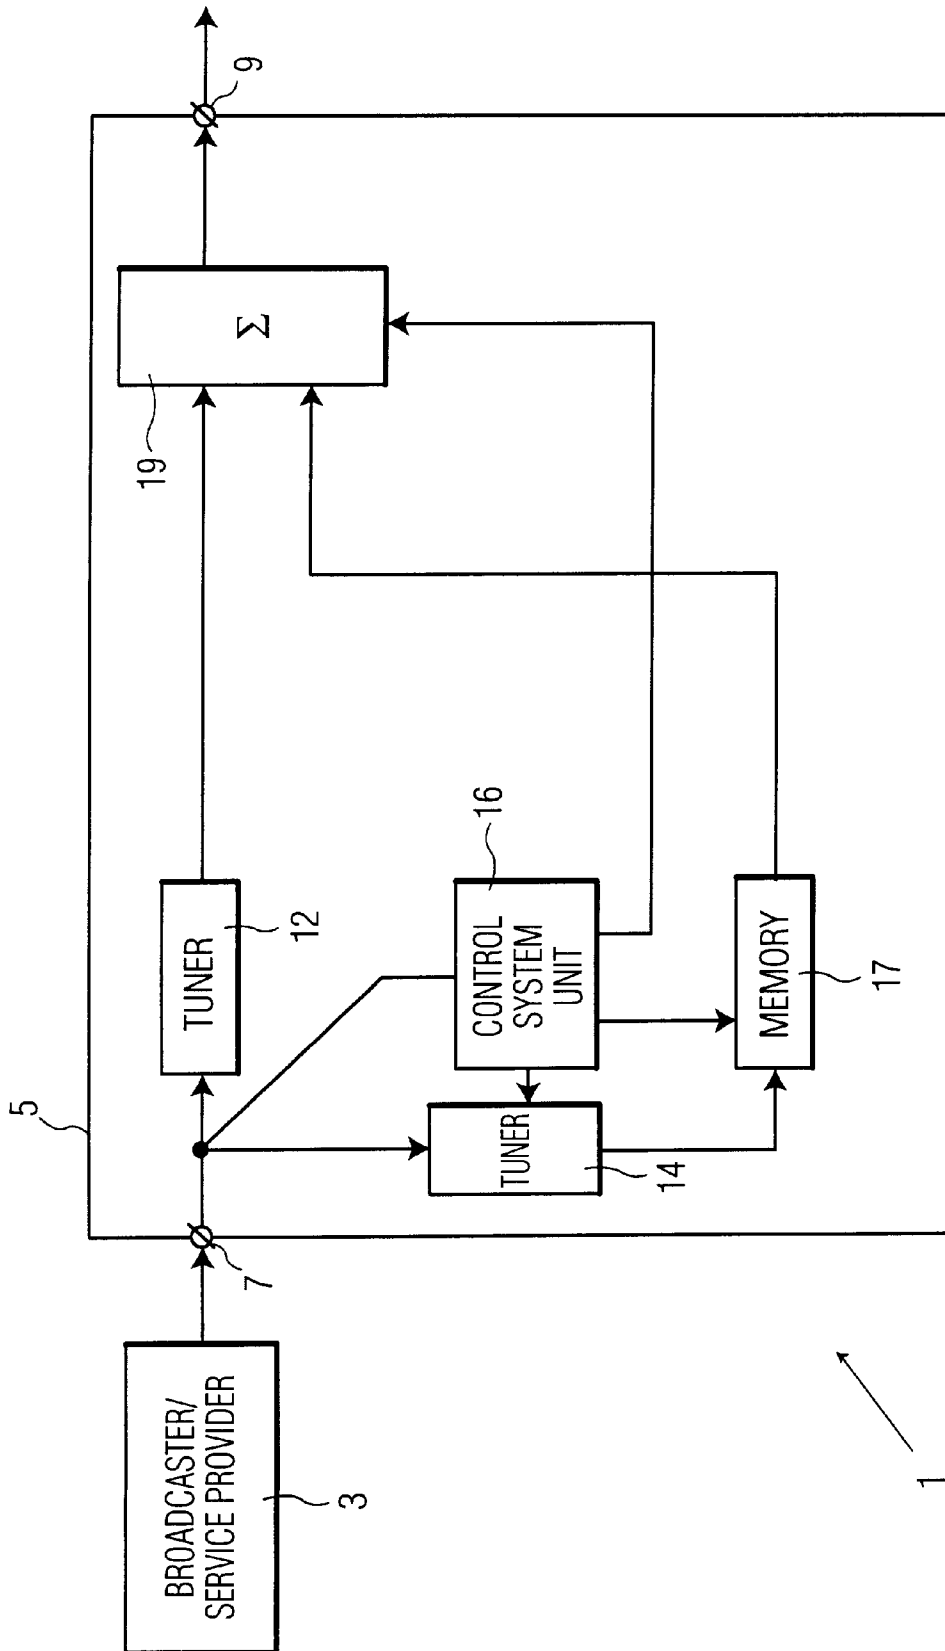 5
BROADCASTER/
SERVICE PROVIDER
3
7
TUNER
12
TUNER
14
CONTROL
SYSTEM
UNIT
16
MEMORY
17
19
Σ
9
1